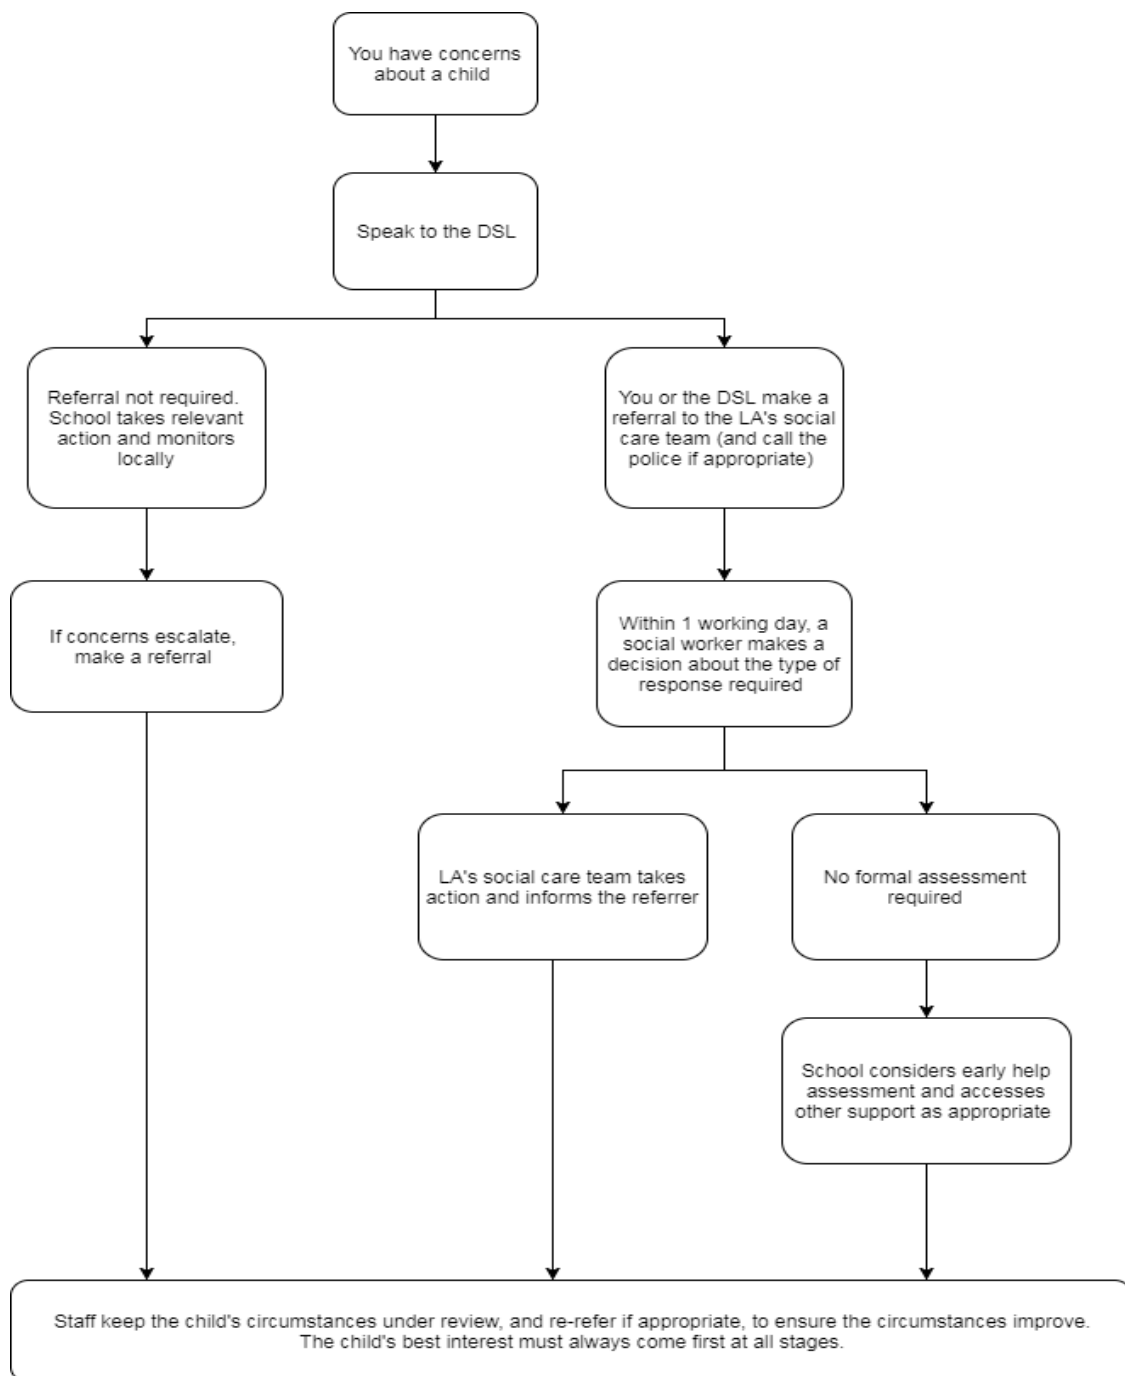 You have concerns
about a child
Speak to the DSL
Referral not required.
School takes relevant
action and monitors
locally
You or the DSL make a
referral to the LA's social
care team (and call the
police if appropriate)
If concerns escalate,
make a referral
Within 1 working day, a
social worker makes a
decision about the type of
response required
LA's social care team takes
action and informs the referrer
No formal assessment
required
School considers early help
assessment and accesses
other support as appropriate
Staff keep the child's circumstances under review, and re-refer if appropriate, to ensure the circumstances improve.
The child's best interest must always come first at all stages.